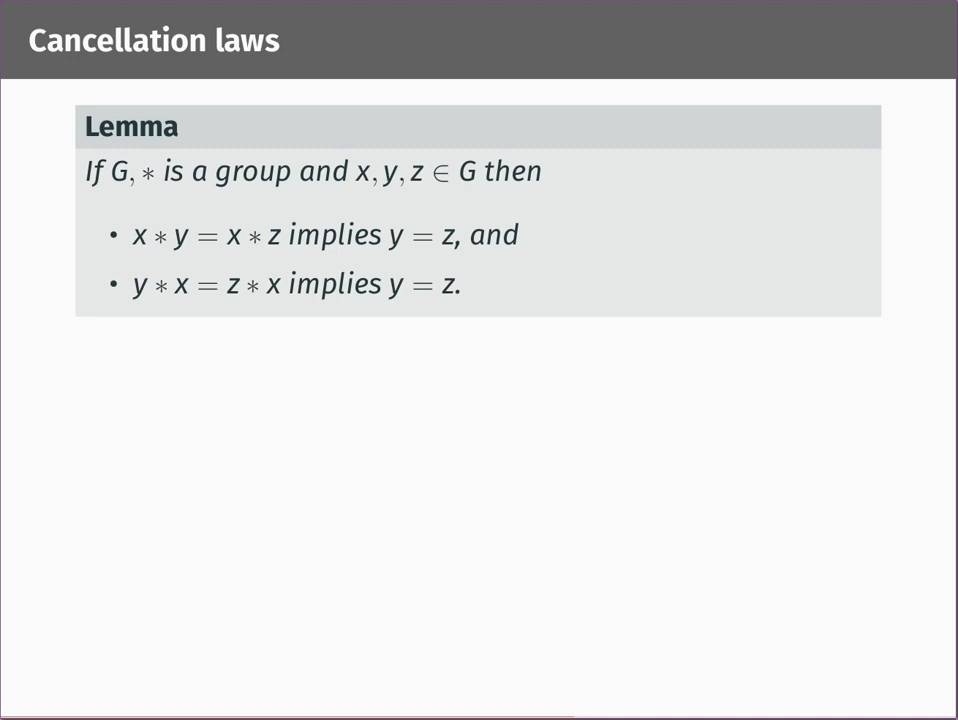 Cancellation laws
Lemma
If G, ∗ is a group and x, y, z ∈ G then
• x ∗ y = x ∗ z implies y = z, and
• y ∗ x = z ∗ x implies y = z.